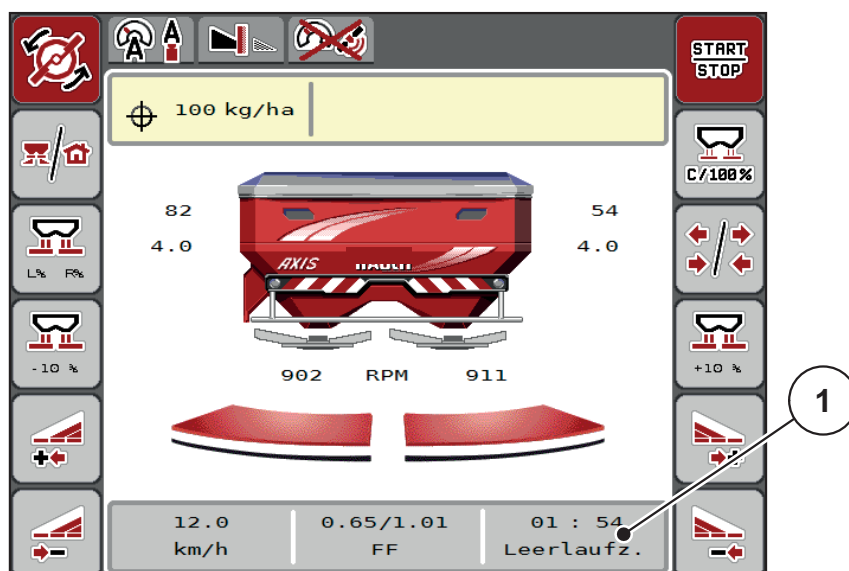 A A
START
STOP
100 kg/ha
C/100%
82 54
4.0 4.0
L% R%
AXIS RAUCH
-10 %
902 RPM 911
+10 %
1
12.0 0.65/1.01 01 : 54
km/h FF Leerlaufz.